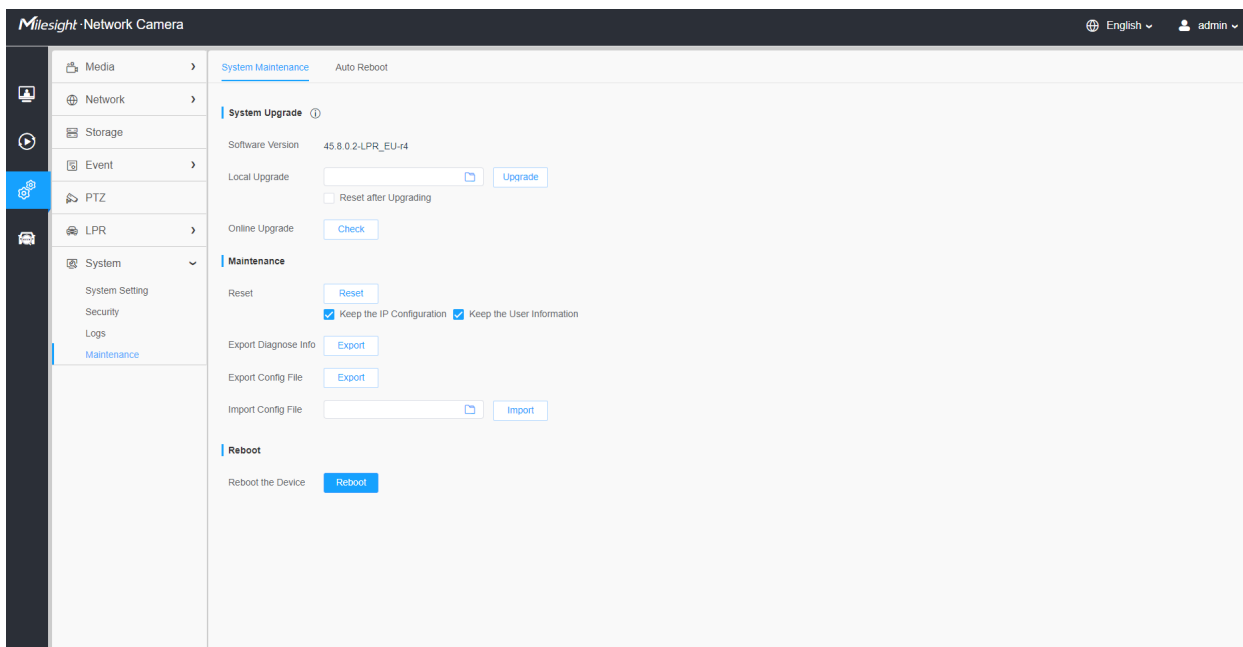 Milesight · Network Camera
English
admin
Media
Network
Storage
Event
PTZ
LPR
System
System Setting
Security
Logs
Maintenance
System Maintenance
Auto Reboot
System Upgrade
Software Version 45.8.0.2-LPR_EU-r4
Local Upgrade Upgrade
Reset after Upgrading
Online Upgrade Check
Maintenance
Reset Reset
Keep the IP Configuration Keep the User Information
Export Diagnose Info Export
Export Config File Export
Import Config File Import
Reboot
Reboot the Device Reboot